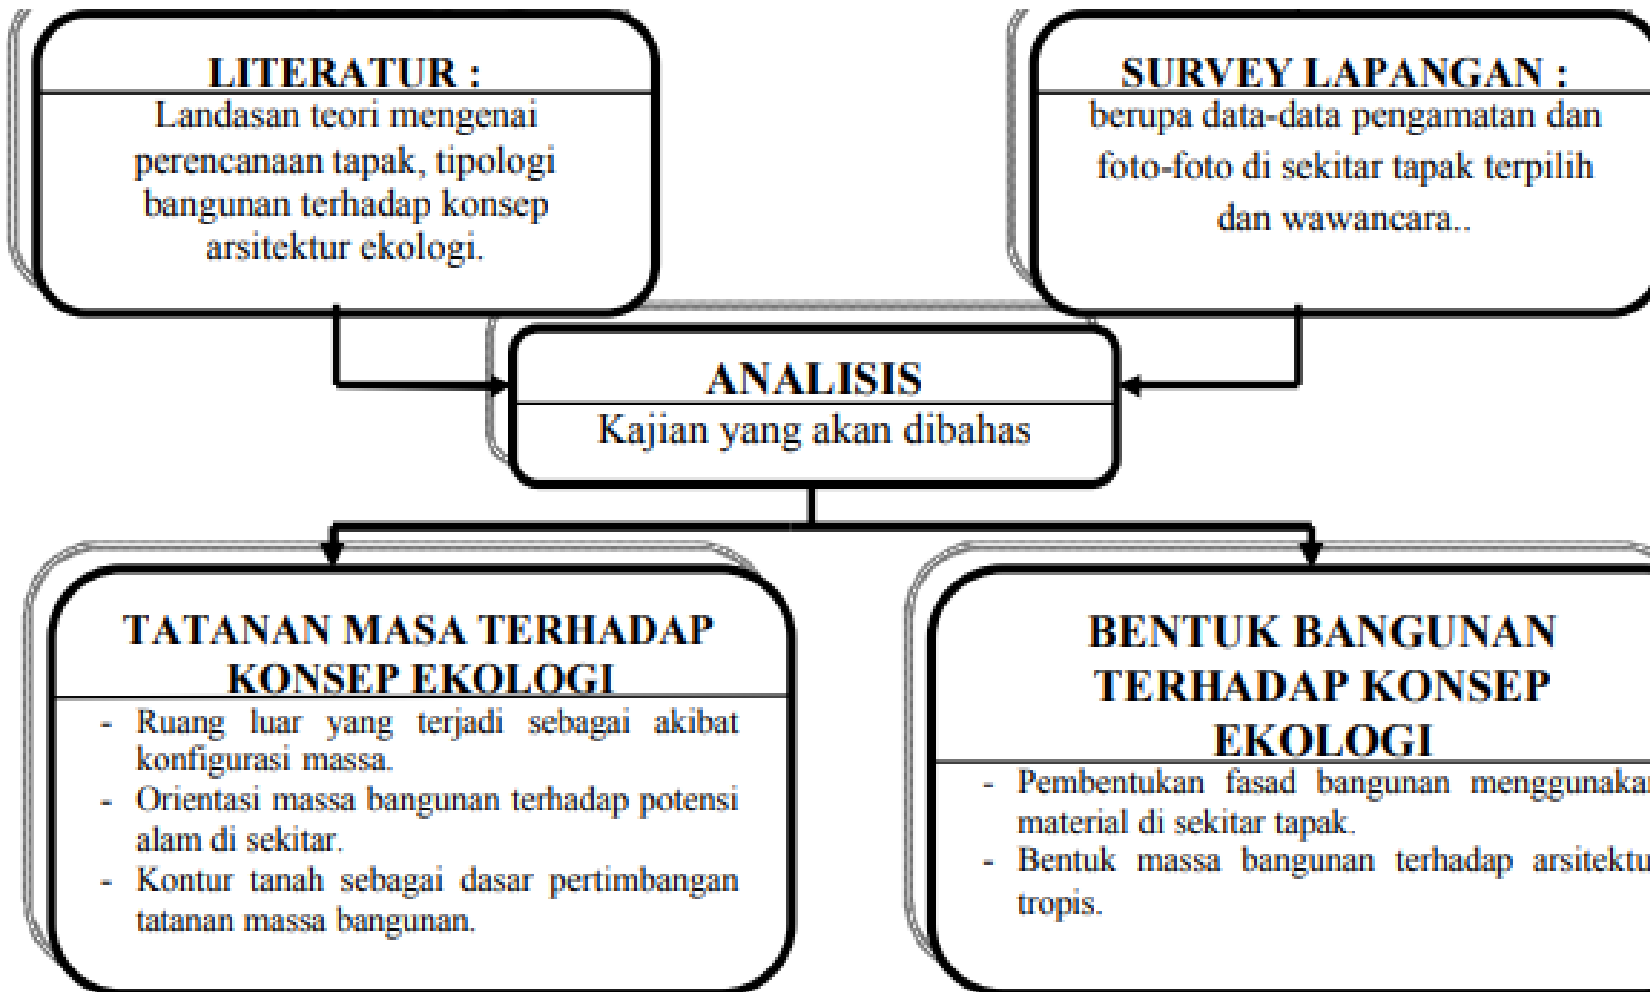 LITERATUR :
Landasan teori mengenai
perencanaan tapak, tipologi
bangunan terhadap konsep
arsitektur ekologi.
SURVEY LAPANGAN :
berupa data-data pengamatan dan
foto-foto di sekitar tapak terpilih
dan wawancara..
ANALISIS
Kajian yang akan dibahas
TATANAN MASA TERHADAP
KONSEP EKOLOGI
- Ruang luar yang terjadi sebagai akibat
konfigurasi massa.
- Orientasi massa bangunan terhadap potensi
alam di sekitar.
- Kontur tanah sebagai dasar pertimbangan
tatanan massa bangunan.
BENTUK BANGUNAN
TERHADAP KONSEP
EKOLOGI
- Pembentukan fasad bangunan menggunakan
material di sekitar tapak.
- Bentuk massa bangunan terhadap arsitektu
tropis.